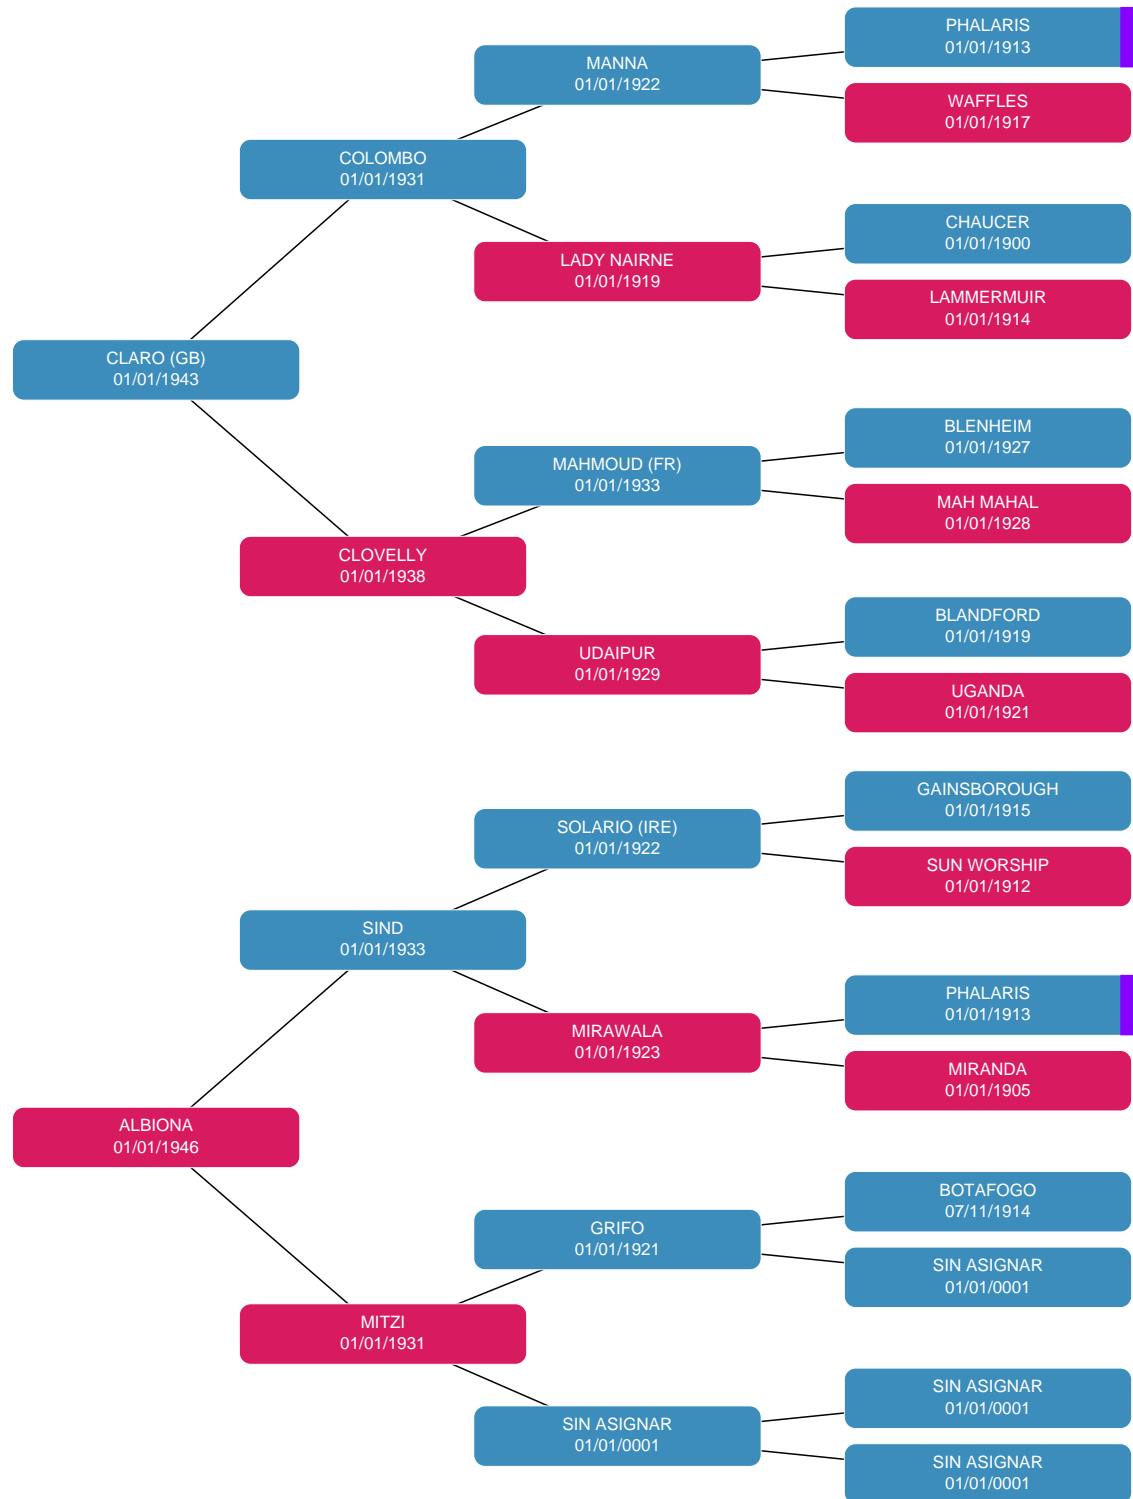 PHALARIS
01/01/1913
MANNA
01/01/1922
WAFFLES
01/01/1917
COLOMBO
01/01/1931
CHAUCER
01/01/1900
LADY NAIRNE
01/01/1919
LAMMERMUIR
01/01/1914
CLARO (GB)
01/01/1943
BLENHEIM
01/01/1927
MAHMOUD (FR)
01/01/1933
MAH MAHAL
01/01/1928
CLOVELLY
01/01/1938
BLANDFORD
01/01/1919
UDAIPUR
01/01/1929
UGANDA
01/01/1921
GAINSBOROUGH
01/01/1915
SOLARIO (IRE)
01/01/1922
SUN WORSHIP
01/01/1912
SIND
01/01/1933
PHALARIS
01/01/1913
MIRAWALA
01/01/1923
MIRANDA
01/01/1905
ALBIONA
01/01/1946
BOTAFOGO
07/11/1914
GRIFO
01/01/1921
SIN ASIGNAR
01/01/0001
MITZI
01/01/1931
SIN ASIGNAR
01/01/0001
SIN ASIGNAR
01/01/0001
SIN ASIGNAR
01/01/0001